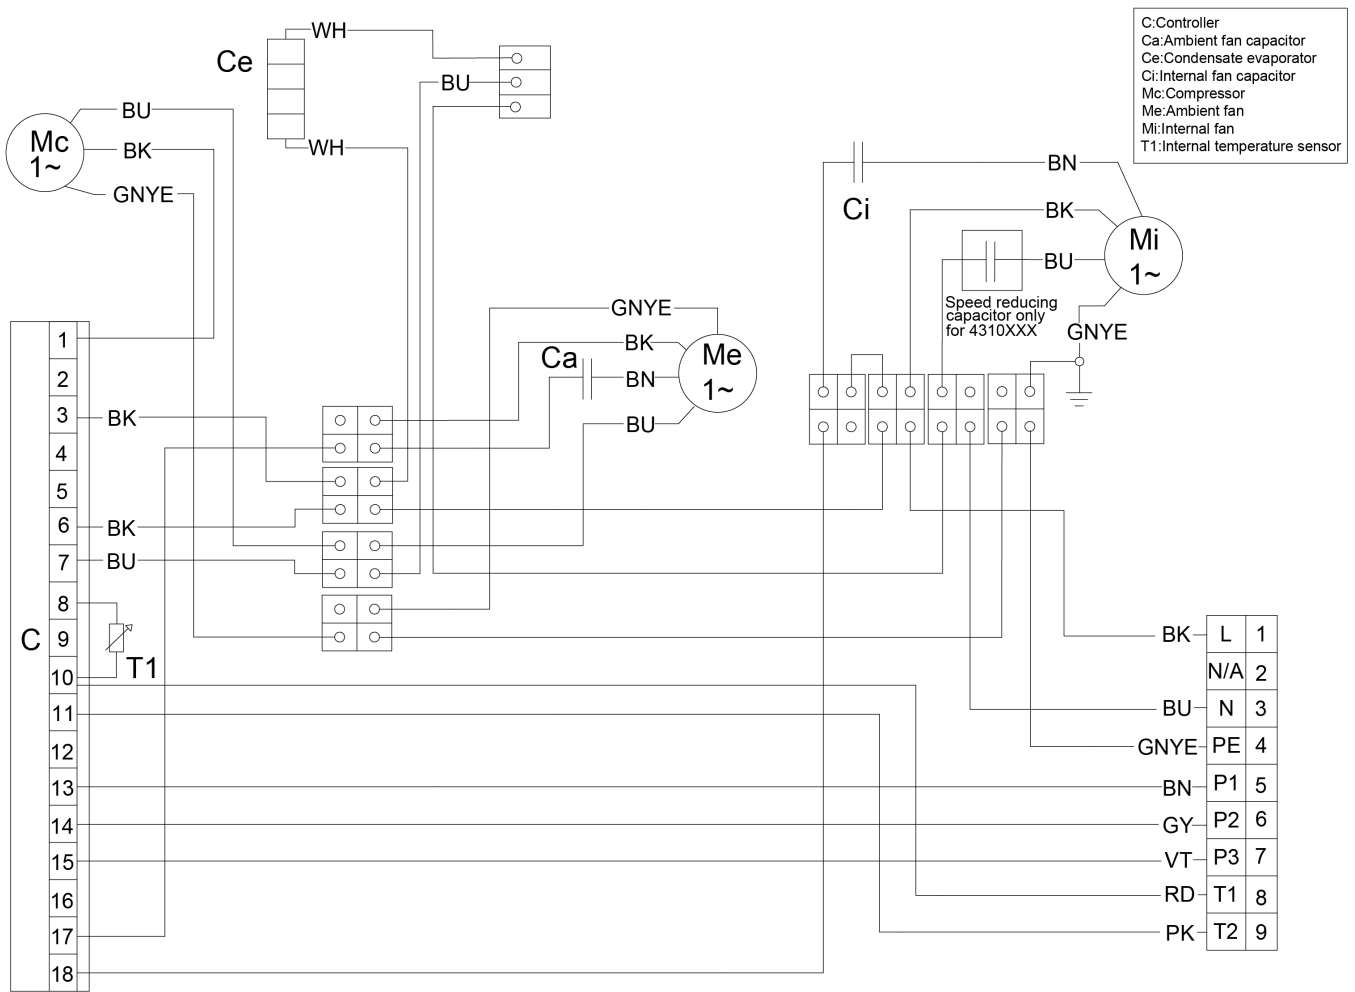 C:Controller
Ca:Ambient fan capacitor
Ce:Condensate evaporator
Ci:Internal fan capacitor
Mc:Compressor
Me:Ambient fan
Mi:Internal fan
T1:Internal temperature sensor
WH
Ce
BU
WH
BU
Mc
1~
BK
GNYE
BN
Ci
BK
Mi
1~
BU
Speed reducing
capacitor only
for 4310XXX
GNYE
GNYE
BK
Ca
Me
1~
BN
BU
C
1
2
3
BK
4
5
6
BK
7
BU
8
9
T1
10
11
12
13
14
15
16
17
18
BK L 1
N/A 2
BU N 3
GNYE PE 4
BN P1 5
GY P2 6
VT P3 7
RD T1 8
PK T2 9